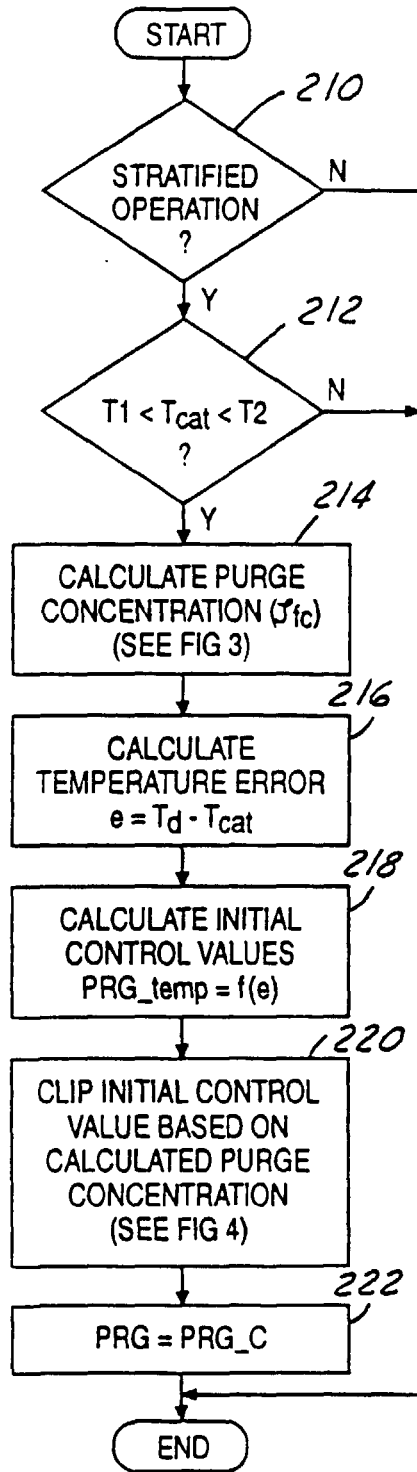 START
210
STRATIFIED
OPERATION
?
N
Y
212
T1 < Tcat < T2
?
N
Y
214
CALCULATE PURGE
CONCENTRATION (ℐfc)
(SEE FIG 3)
216
CALCULATE
TEMPERATURE ERROR
e = Td - Tcat
218
CALCULATE INITIAL
CONTROL VALUES
PRG_temp = f(e)
220
CLIP INITIAL CONTROL
VALUE BASED ON
CALCULATED PURGE
CONCENTRATION
(SEE FIG 4)
222
PRG = PRG_C
END